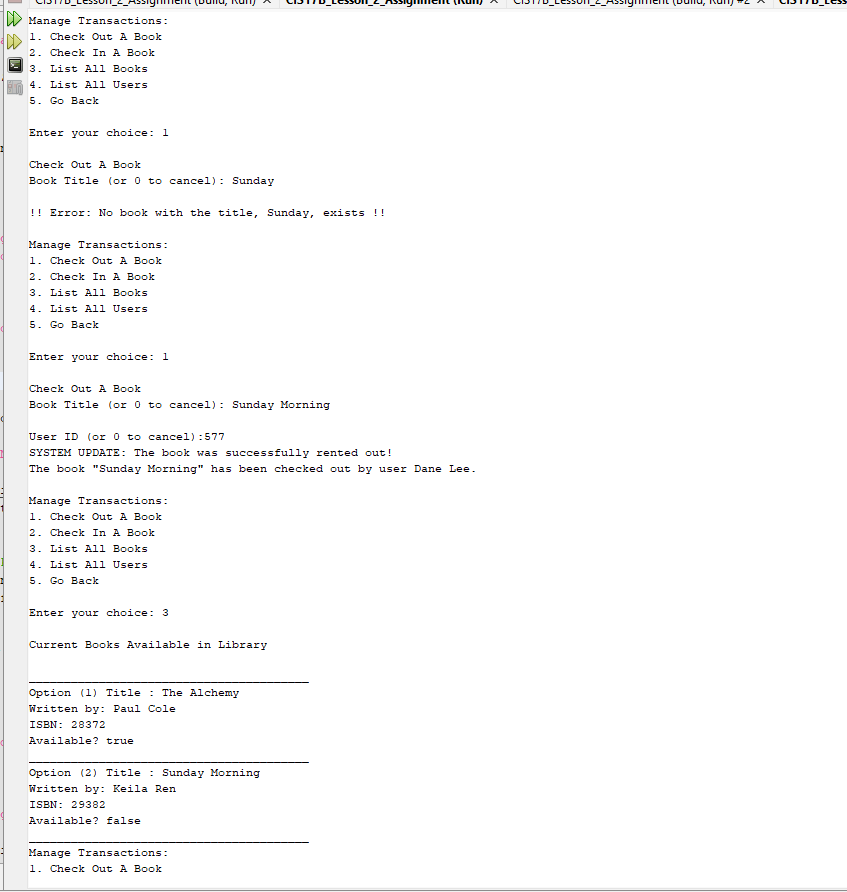 CIS17B_Lesson_2_Assignment (Build, Run) CIS17B_Lesson_2_Assignment (Run) CIS17B_Lesson_2_Assignment (Build, Run) #2
Manage Transactions:
1. Check Out A Book
2. Check In A Book
3. List All Books
4. List All Users
5. Go Back
Enter your choice: 1
Check Out A Book
Book Title (or 0 to cancel): Sunday
!! Error: No book with the title, Sunday, exists !!
Manage Transactions:
1. Check Out A Book
2. Check In A Book
3. List All Books
4. List All Users
5. Go Back
Enter your choice: 1
Check Out A Book
Book Title (or 0 to cancel): Sunday Morning
User ID (or 0 to cancel):577
SYSTEM UPDATE: The book was successfully rented out!
The book "Sunday Morning" has been checked out by user Dane Lee.
Manage Transactions:
1. Check Out A Book
2. Check In A Book
3. List All Books
4. List All Users
5. Go Back
Enter your choice: 3
Current Books Available in Library
Option (1) Title : The Alchemy
Written by: Paul Cole
ISBN: 28372
Available? true
Option (2) Title : Sunday Morning
Written by: Keila Ren
ISBN: 29382
Available? false
Manage Transactions:
1. Check Out A Book